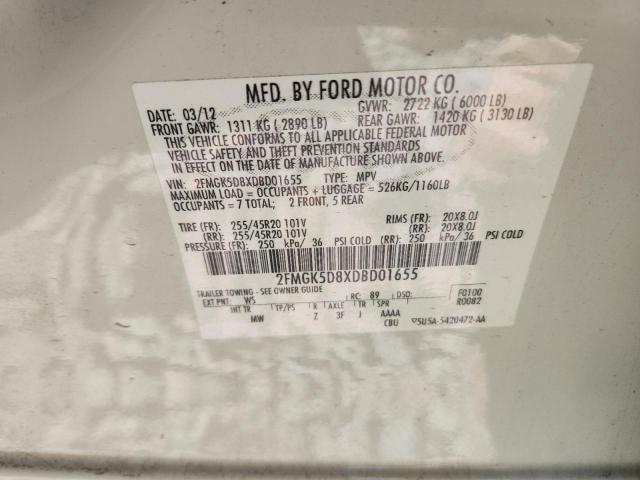 MFD. BY FORD MOTOR CO.
DATE: 03/12 GVWR: 2722 KG ( 6000 LB)
FRONT GAWR: 1311 KG ( 2890 LB) REAR GAWR: 1420 KG ( 3130 LB)
THIS VEHICLE CONFORMS TO ALL APPLICABLE FEDERAL MOTOR
VEHICLE SAFETY AND THEFT PREVENTION STANDARDS
IN EFFECT ON THE DATE OF MANUFACTURE SHOWN ABOVE.
VIN: 2FMGK5D8XDBD01655 TYPE: MPV
MAXIMUM LOAD = OCCUPANTS + LUGGAGE = 526KG/1160LB
OCCUPANTS = 7 TOTAL; 2 FRONT, 5 REAR
TIRE (FR): 255/45R20 101V RIMS (FR): 20X8.0J
(RR): 255/45R20 101V (RR): 20X8.0J
PRESSURE (FR): 250 kPa/ 36 PSI COLD (RR): 250 kPa/ 36 PSI COLD
2FMGK5D8XDBD01655
TRAILER TOWING - SEE OWNER GUIDE
EXT PNT: WS RC: 89 DSO: F0100
INT TR TP/PS R AXLE TR SPR R0082
MW Z 3F J AAAA
CBU 5U5A-5420472-AA